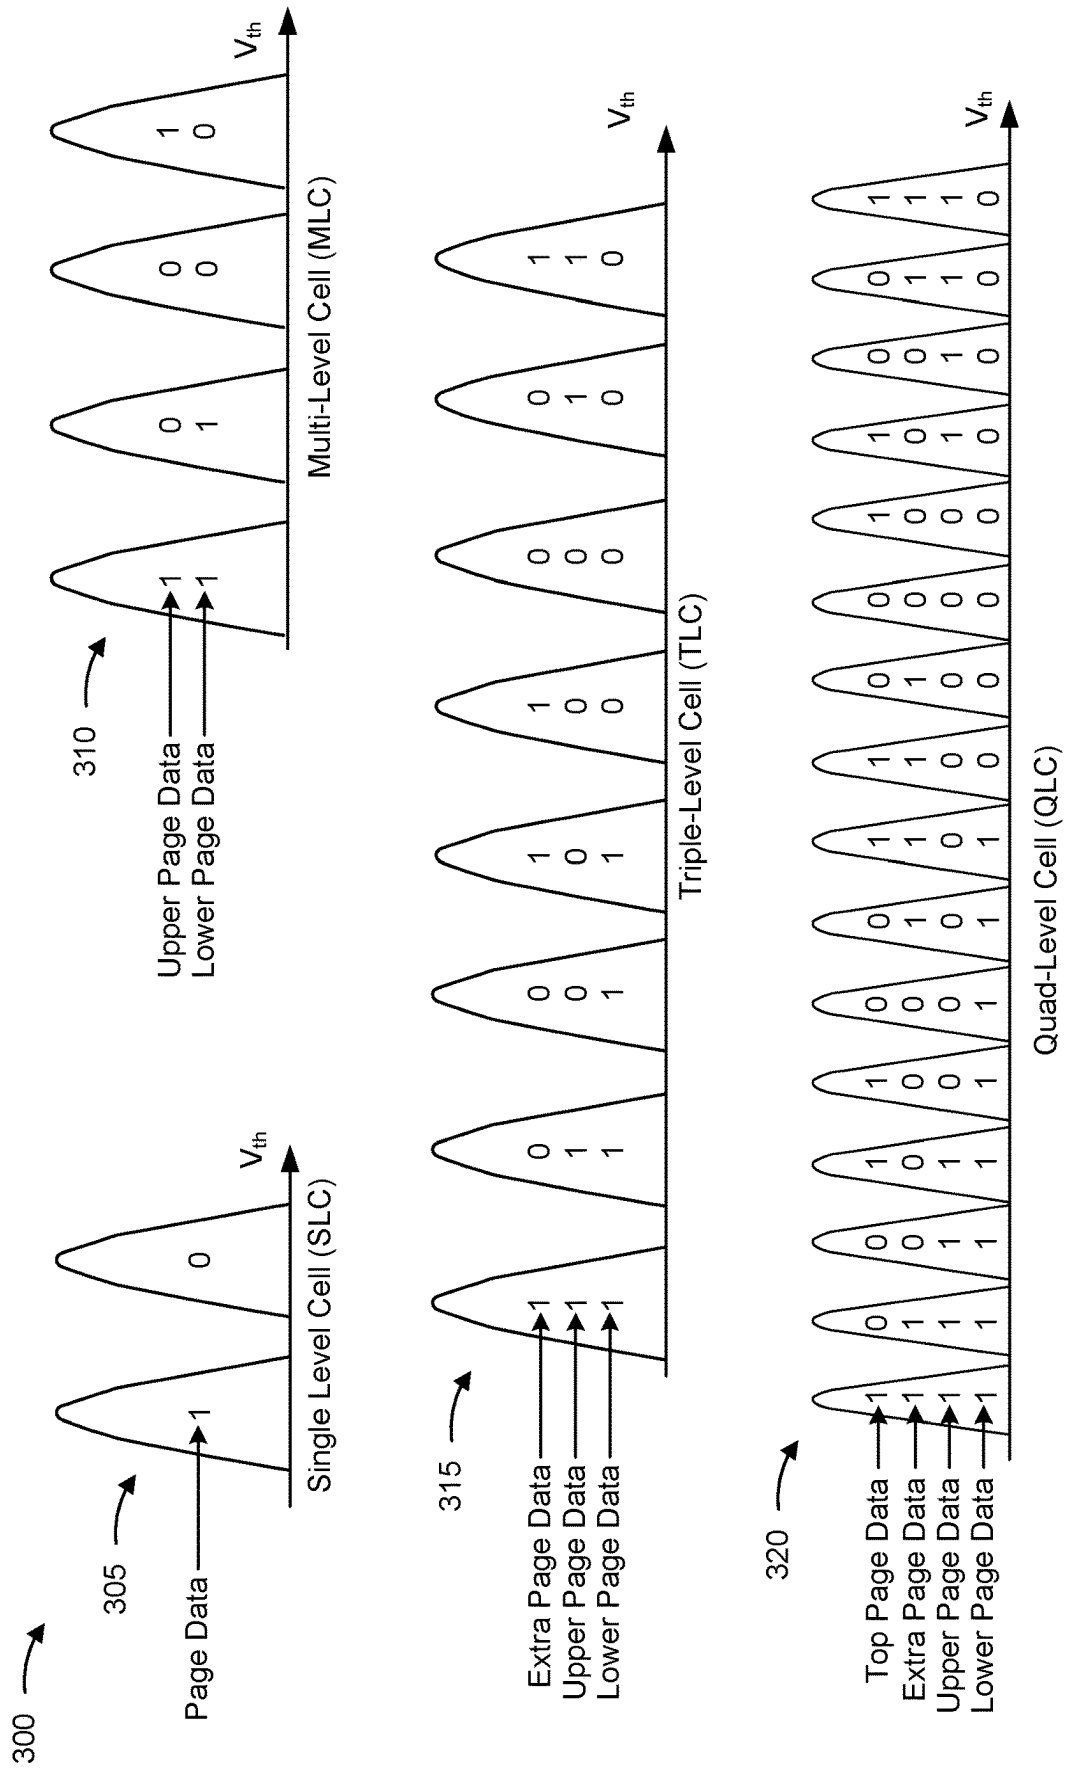 300
305
Page Data 1 0
V_th
Single Level Cell (SLC)
310
Upper Page Data 1 0 0 1
Lower Page Data 1 1 0 0
V_th
Multi-Level Cell (MLC)
315
Extra Page Data 1 0 0 1 1 0 0 1
Upper Page Data 1 1 0 0 0 0 1 1
Lower Page Data 1 1 1 1 0 0 0 0
V_th
Triple-Level Cell (TLC)
320
Top Page Data 1 0 0 1 1 0 0 1 1 0 0 1 1 0 0 1
Extra Page Data 1 1 0 0 0 0 1 1 1 1 0 0 0 0 1 1
Upper Page Data 1 1 1 1 0 0 0 0 0 0 0 0 1 1 1 1
Lower Page Data 1 1 1 1 1 1 1 1 0 0 0 0 0 0 0 0
V_th
Quad-Level Cell (QLC)